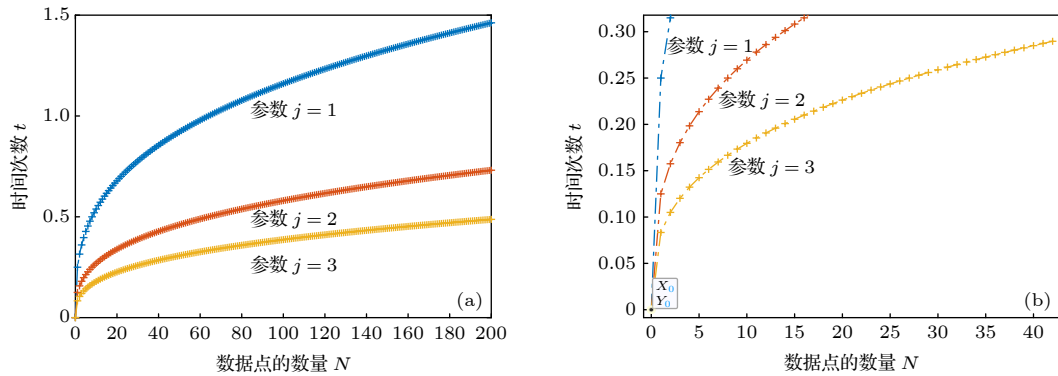 1.5
1.0
0.5
0
时间次数 t
参数 j = 1
参数 j = 2
参数 j = 3
(a)
0 20 40 60 80 100 120 140 160 180 200
数据点的数量 N
0.30
0.25
0.20
0.15
0.10
0.05
0
时间次数 t
参数 j = 1
参数 j = 2
参数 j = 3
X₀
Y₀
(b)
0 5 10 15 20 25 30 35 40
数据点的数量 N